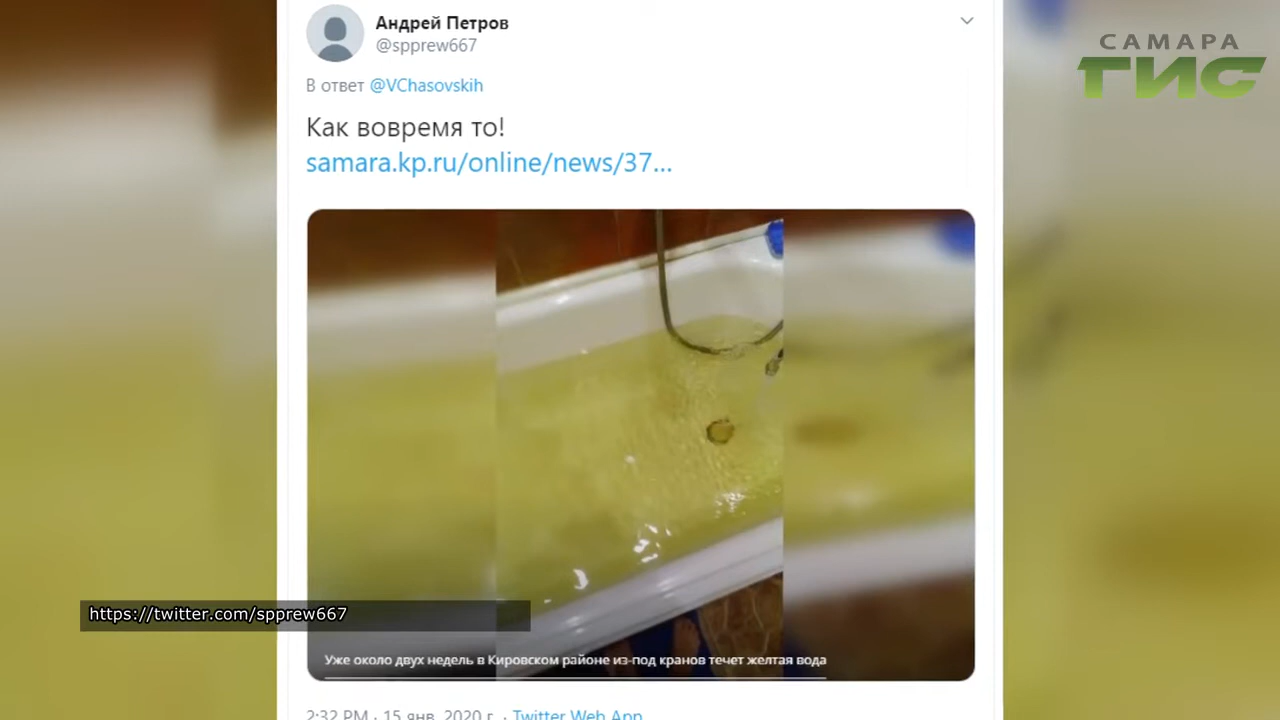 Андрей Петров
@spprew667
САМАРА
ГИС
В ответ @VChasovskih
Как вовремя то!
samara.kp.ru/online/news/37...
https://twitter.com/spprew667
Уже около двух недель в Кировском районе из-под кранов течет желтая вода
2:32 PM · 15 янв. 2020 г. · Twitter Web App